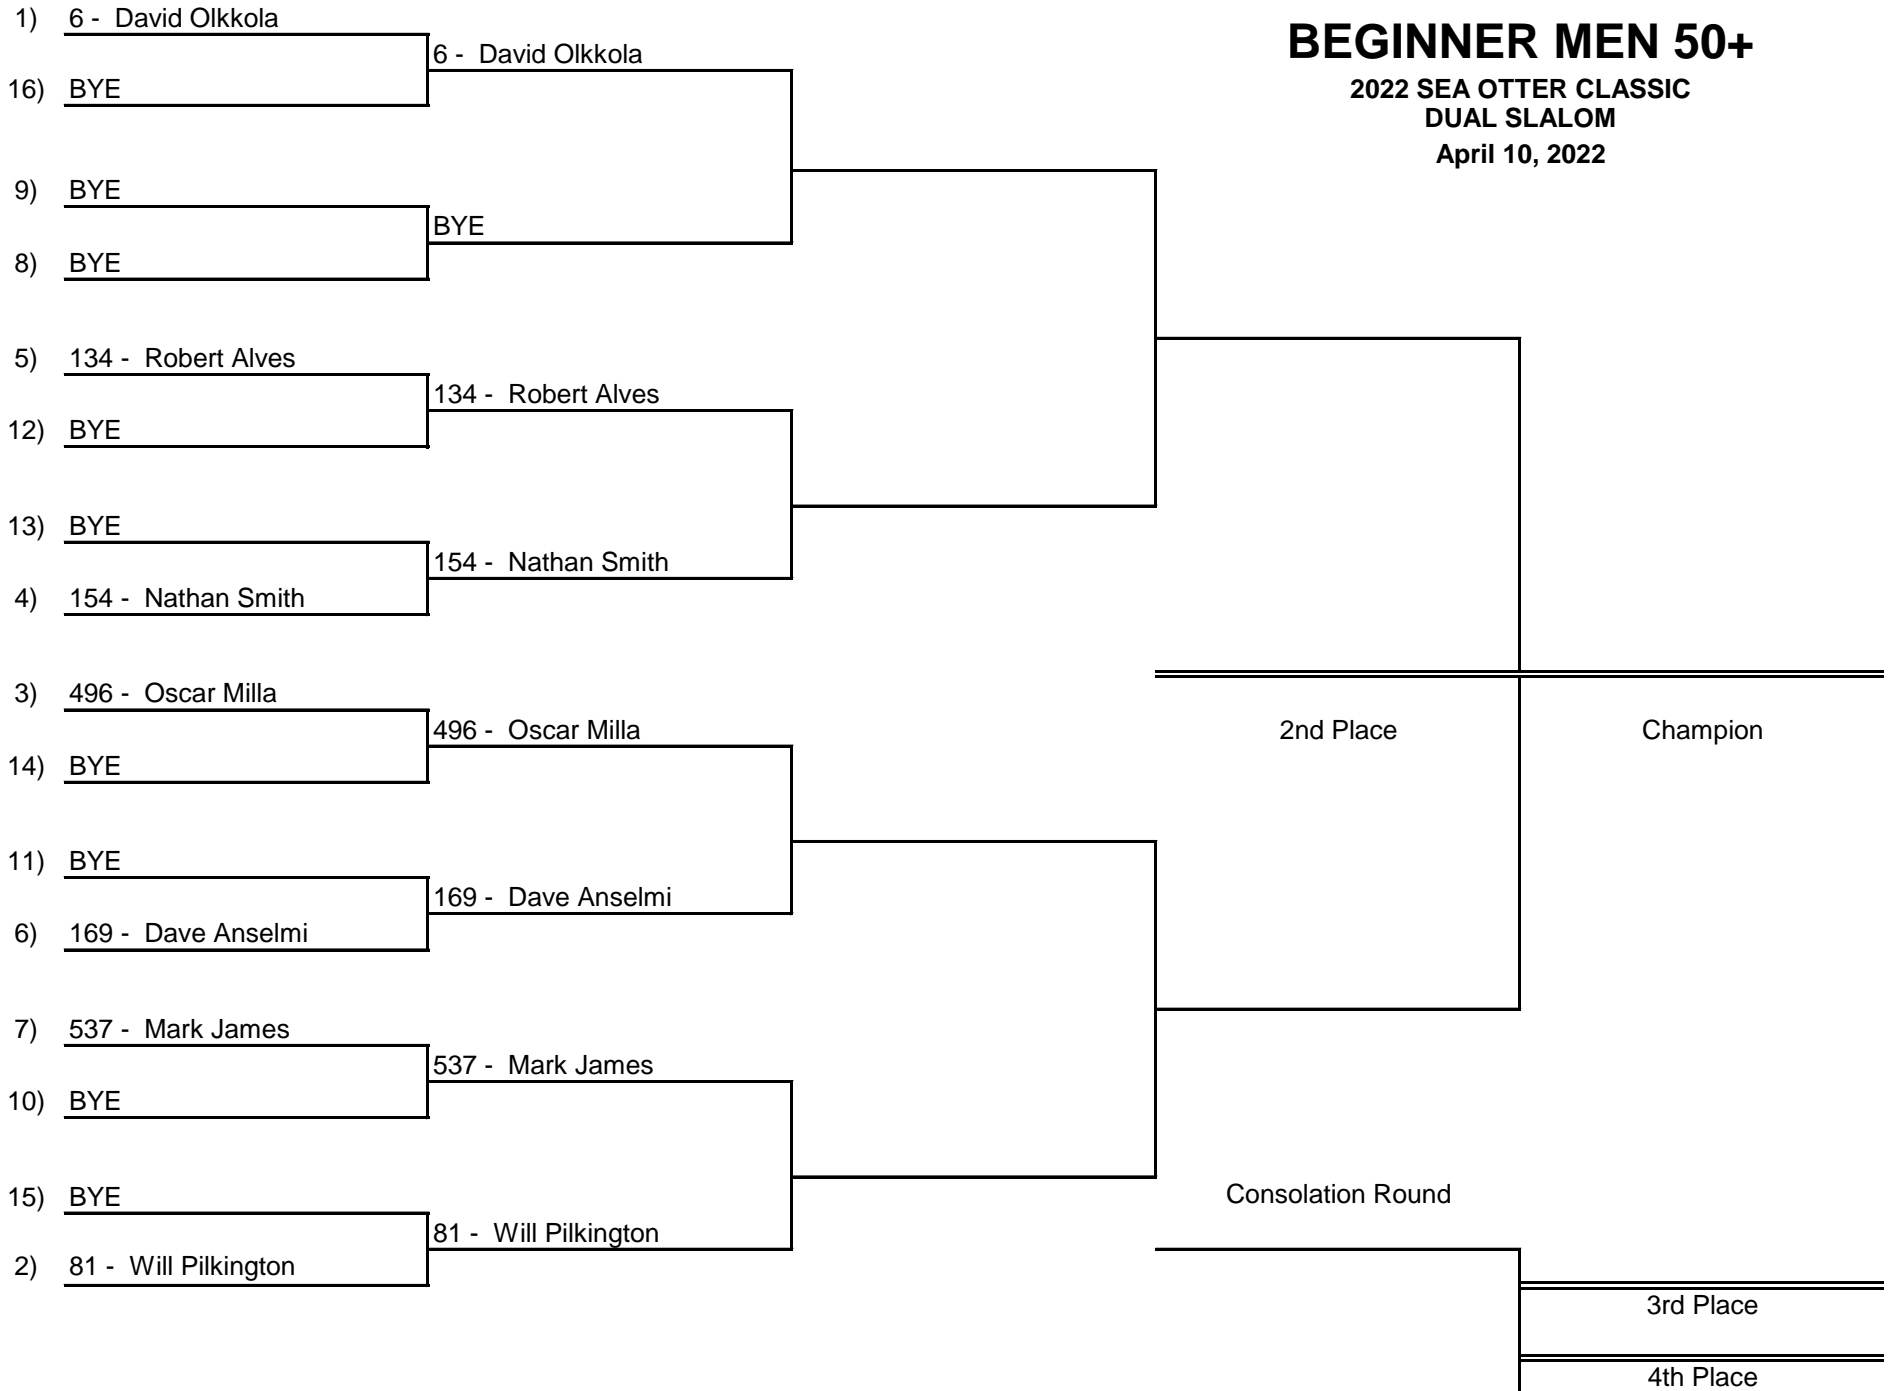 BEGINNER MEN 50+
2022 SEA OTTER CLASSIC
DUAL SLALOM
April 10, 2022
1) 6 - David Olkkola
6 - David Olkkola
16) BYE
9) BYE
BYE
8) BYE
5) 134 - Robert Alves
134 - Robert Alves
12) BYE
13) BYE
154 - Nathan Smith
4) 154 - Nathan Smith
3) 496 - Oscar Milla
496 - Oscar Milla
2nd Place
Champion
14) BYE
11) BYE
169 - Dave Anselmi
6) 169 - Dave Anselmi
7) 537 - Mark James
537 - Mark James
10) BYE
15) BYE
Consolation Round
81 - Will Pilkington
2) 81 - Will Pilkington
3rd Place
4th Place